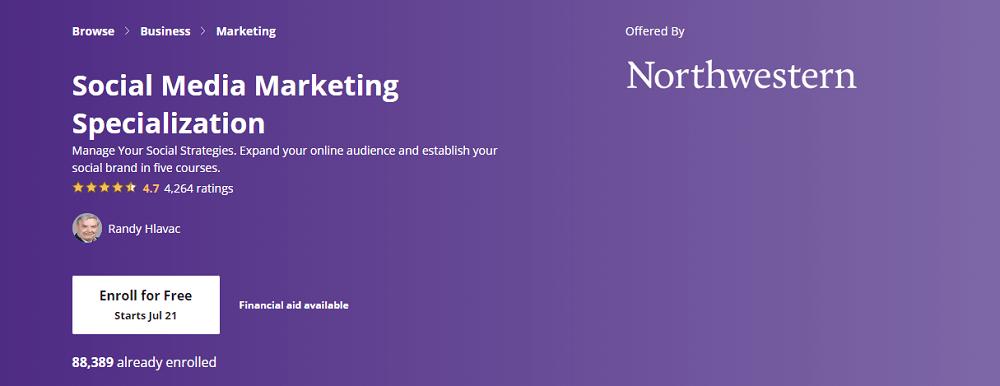 Browse > Business > Marketing
Offered By
Northwestern
Social Media Marketing
Specialization
Manage Your Social Strategies. Expand your online audience and establish your
social brand in five courses.
4.7 4,264 ratings
Randy Hlavac
Enroll for Free
Starts Jul 21
Financial aid available
88,389 already enrolled